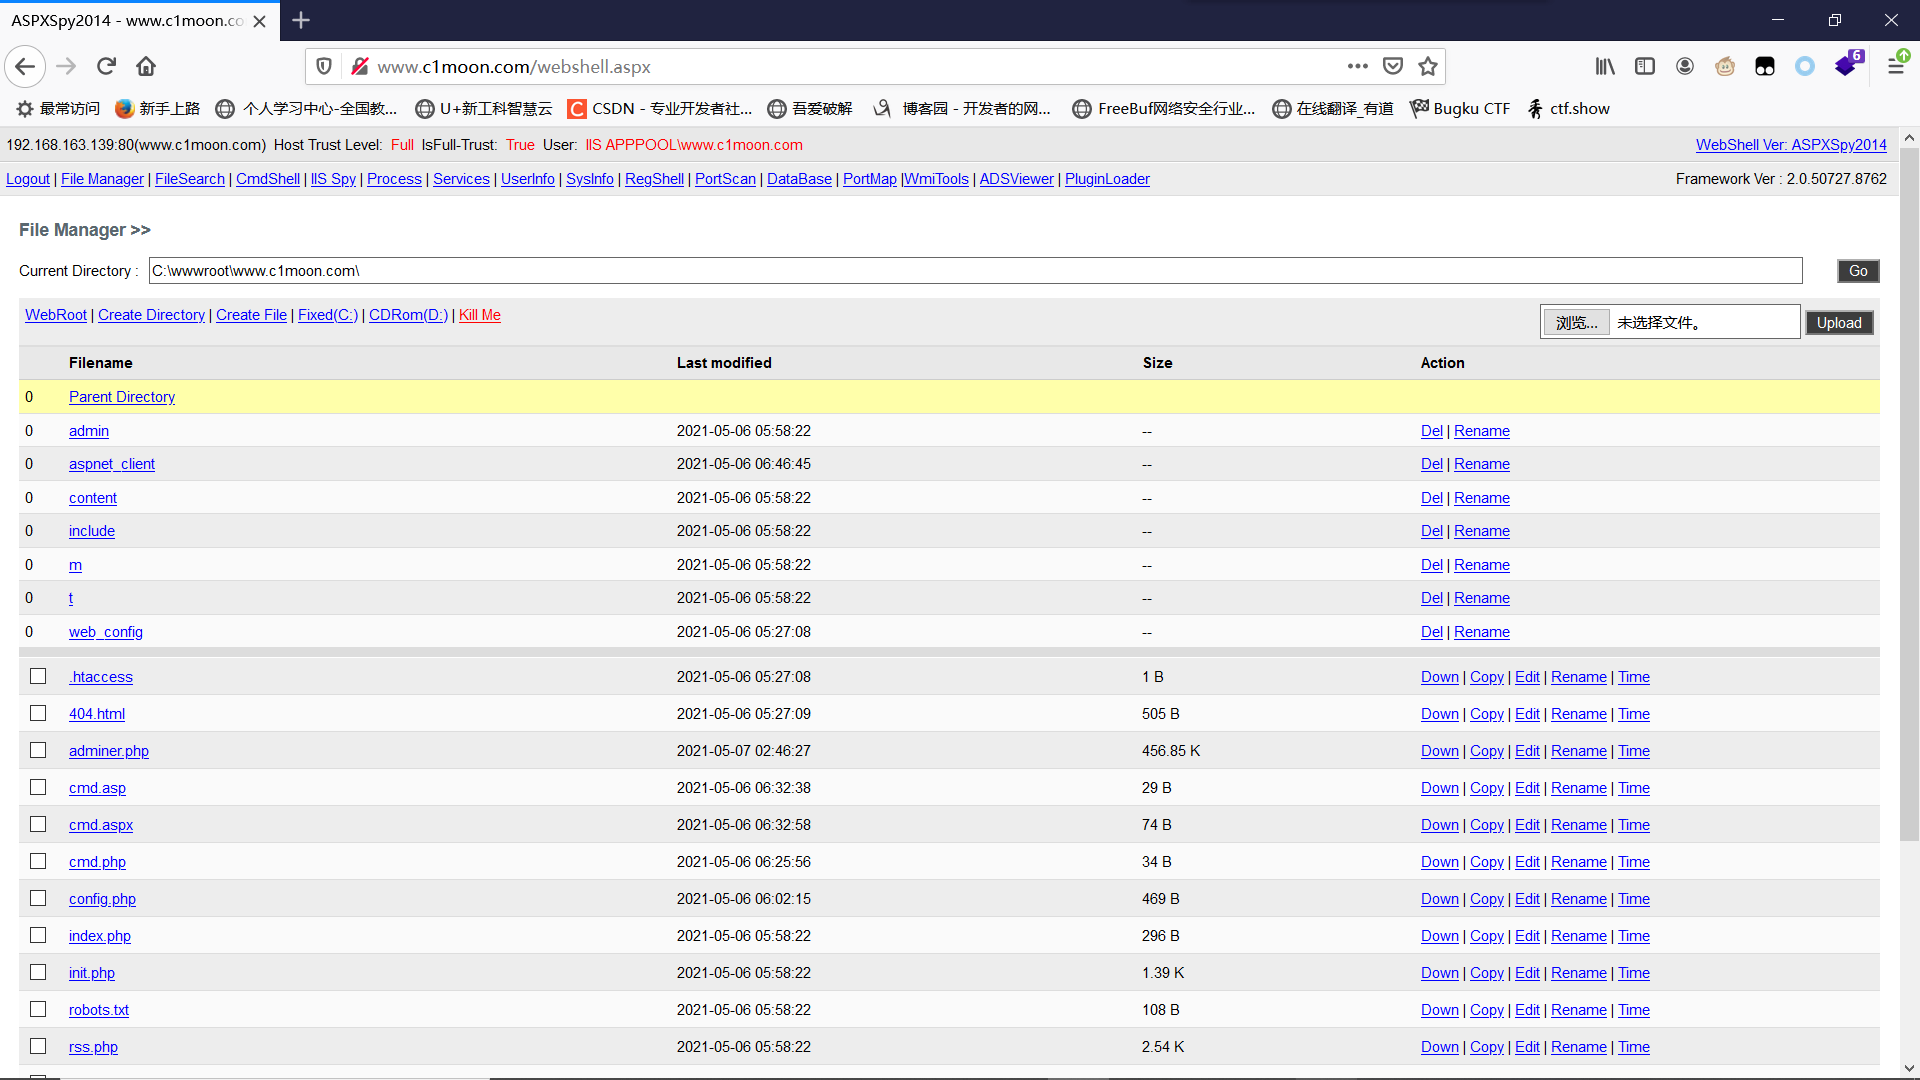 ASPXSpy2014 - www.c1moon.co
www.c1moon.com/webshell.aspx
6
最常访问 新手上路 个人学习中心-全国教... U+新工科智慧云 CSDN - 专业开发者社... 吾爱破解 博客园 - 开发者的网... FreeBuf网络安全行业... 在线翻译_有道 Bugku CTF ctf.show
192.168.163.139:80(www.c1moon.com) Host Trust Level: Full IsFull-Trust: True User: IIS APPPOOL\www.c1moon.com WebShell Ver: ASPXSpy2014
Logout | File Manager | FileSearch | CmdShell | IIS Spy | Process | Services | UserInfo | SysInfo | RegShell | PortScan | DataBase | PortMap |WmiTools | ADSViewer | PluginLoader Framework Ver : 2.0.50727.8762
File Manager >>
Current Directory : C:\wwwroot\www.c1moon.com\ Go
WebRoot | Create Directory | Create File | Fixed(C:) | CDRom(D:) | Kill Me 浏览... 未选择文件。 Upload
Filename Last modified Size Action
0 Parent Directory
0 admin 2021-05-06 05:58:22 -- Del | Rename
0 aspnet_client 2021-05-06 06:46:45 -- Del | Rename
0 content 2021-05-06 05:58:22 -- Del | Rename
0 include 2021-05-06 05:58:22 -- Del | Rename
0 m 2021-05-06 05:58:22 -- Del | Rename
0 t 2021-05-06 05:58:22 -- Del | Rename
0 web_config 2021-05-06 05:27:08 -- Del | Rename
.htaccess 2021-05-06 05:27:08 1 B Down | Copy | Edit | Rename | Time
404.html 2021-05-06 05:27:09 505 B Down | Copy | Edit | Rename | Time
adminer.php 2021-05-07 02:46:27 456.85 K Down | Copy | Edit | Rename | Time
cmd.asp 2021-05-06 06:32:38 29 B Down | Copy | Edit | Rename | Time
cmd.aspx 2021-05-06 06:32:58 74 B Down | Copy | Edit | Rename | Time
cmd.php 2021-05-06 06:25:56 34 B Down | Copy | Edit | Rename | Time
config.php 2021-05-06 06:02:15 469 B Down | Copy | Edit | Rename | Time
index.php 2021-05-06 05:58:22 296 B Down | Copy | Edit | Rename | Time
init.php 2021-05-06 05:58:22 1.39 K Down | Copy | Edit | Rename | Time
robots.txt 2021-05-06 05:58:22 108 B Down | Copy | Edit | Rename | Time
rss.php 2021-05-06 05:58:22 2.54 K Down | Copy | Edit | Rename | Time